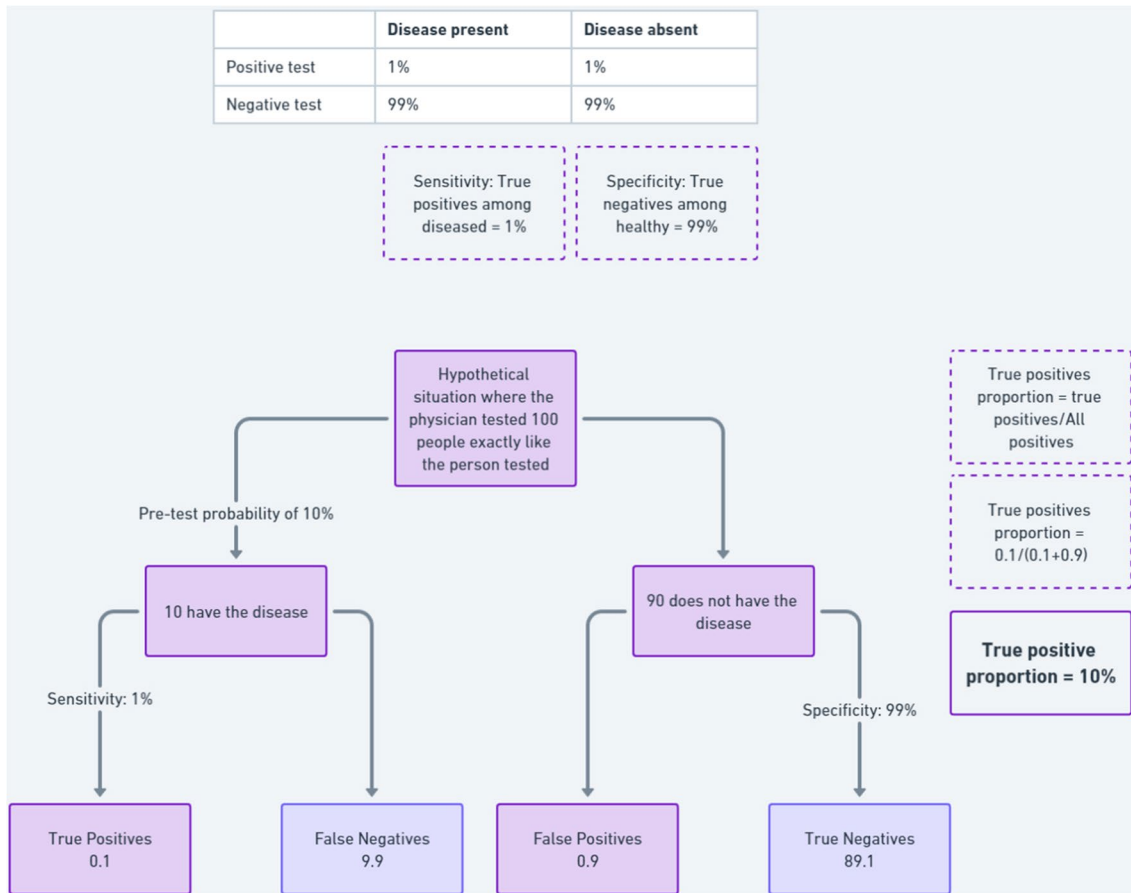 Disease present Disease absent
Positive test 1% 1%
Negative test 99% 99%
Sensitivity: True
positives among
diseased = 1%
Specificity: True
negatives among
healthy = 99%
Hypothetical
situation where the
physician tested 100
people exactly like
the person tested
True positives
proportion = true
positives/All
positives
Pre-test probability of 10%
True positives
proportion =
0.1/(0.1+0.9)
10 have the disease
90 does not have the
disease
True positive
proportion = 10%
Sensitivity: 1%
Specificity: 99%
True Positives
0.1
False Negatives
9.9
False Positives
0.9
True Negatives
89.1